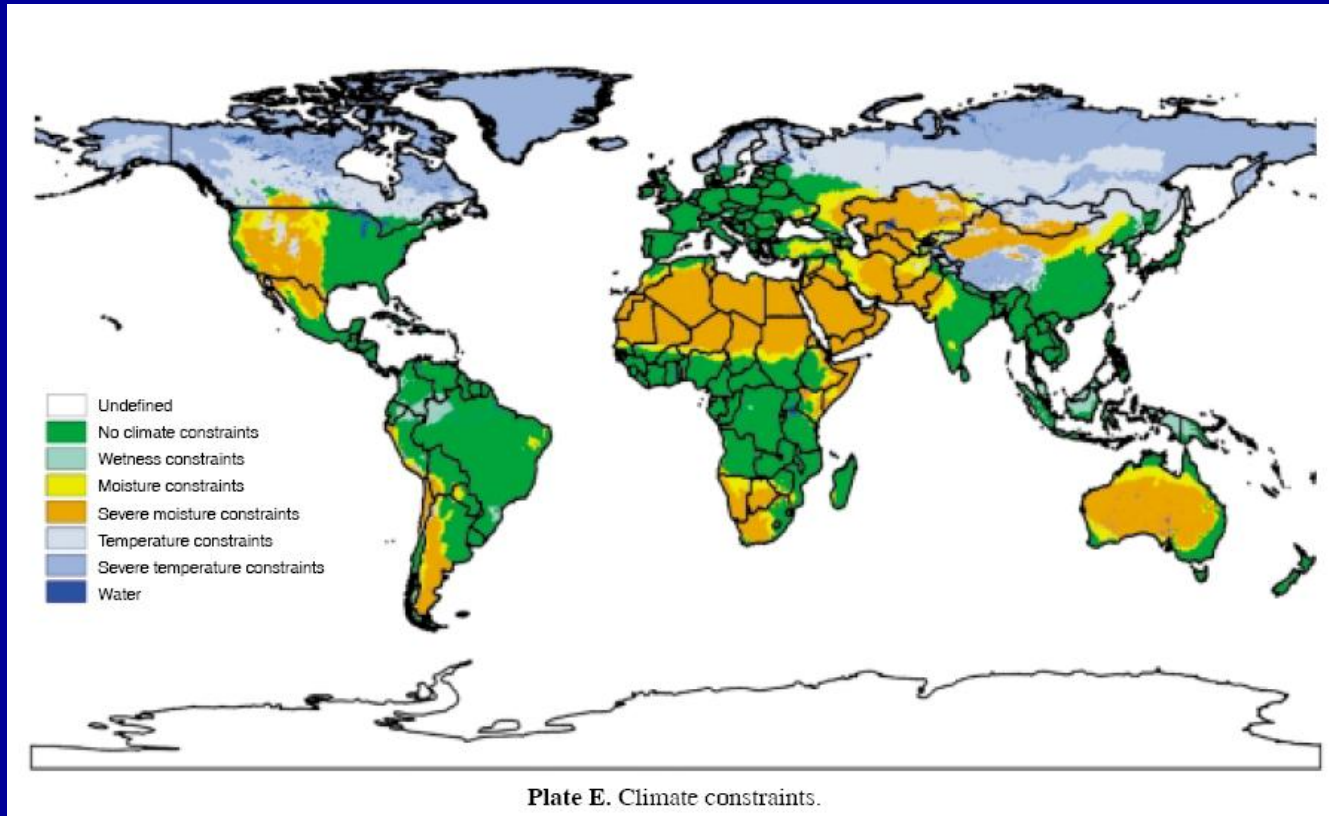 Undefined
No climate constraints
Wetness constraints
Moisture constraints
Severe moisture constraints
Temperature constraints
Severe temperature constraints
Water
Plate E. Climate constraints.